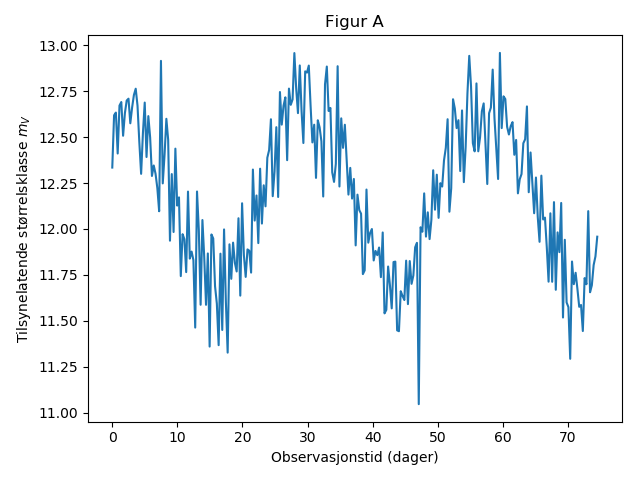 Figur A
13.00
12.75
12.50
12.25
12.00
11.75
11.50
11.25
11.00
Tilsynelatende størrelsklasse $m_V$
0 10 20 30 40 50 60 70
Observasjonstid (dager)